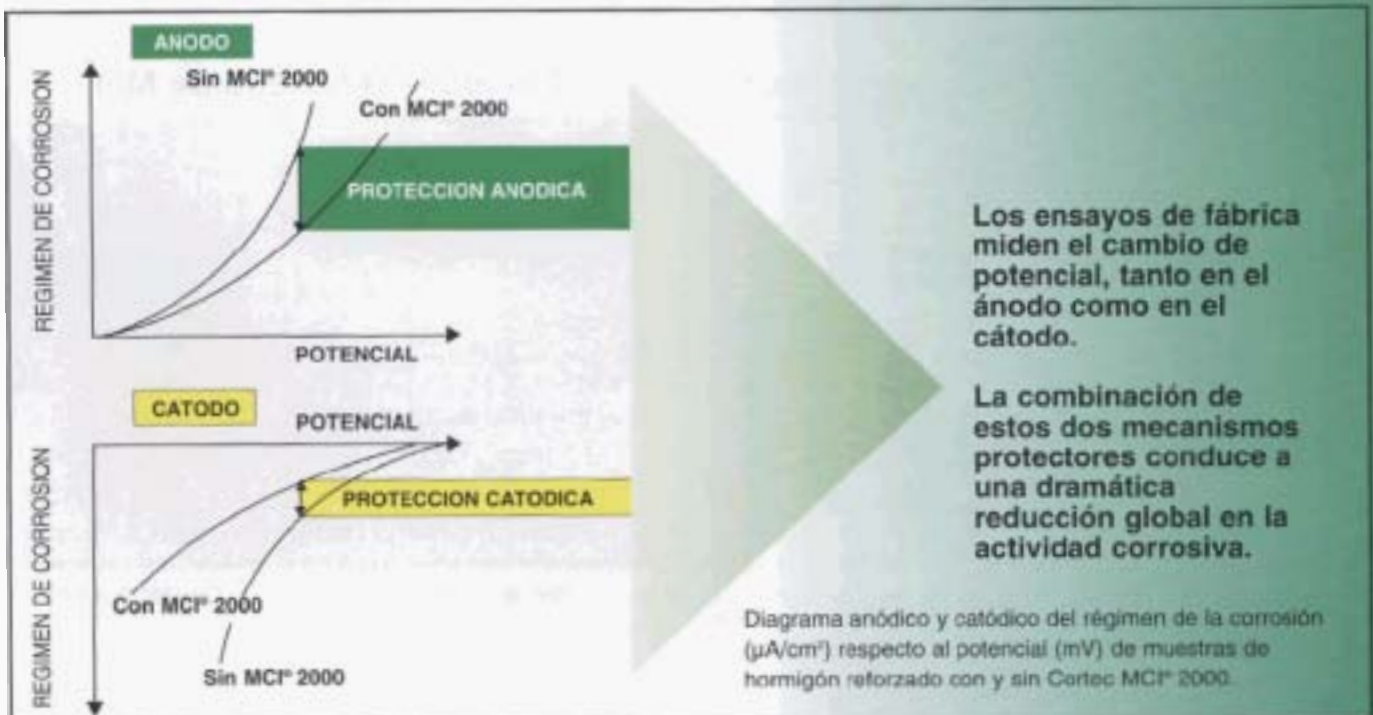 ANODO
REGIMEN DE CORROSION
Sin MCI® 2000
Con MCI® 2000
PROTECCION ANODICA
POTENCIAL
CATODO
POTENCIAL
REGIMEN DE CORROSION
PROTECCION CATODICA
Con MCI® 2000
Sin MCI® 2000
Los ensayos de fábrica
miden el cambio de
potencial, tanto en el
ánodo como en el
cátodo.
La combinación de
estos dos mecanismos
protectores conduce a
una dramática
reducción global en la
actividad corrosiva.
Diagrama anódico y catódico del régimen de la corrosión
(µA/cm²) respecto al potencial (mV) de muestras de
hormigón reforzado con y sin Cortec MCI® 2000.